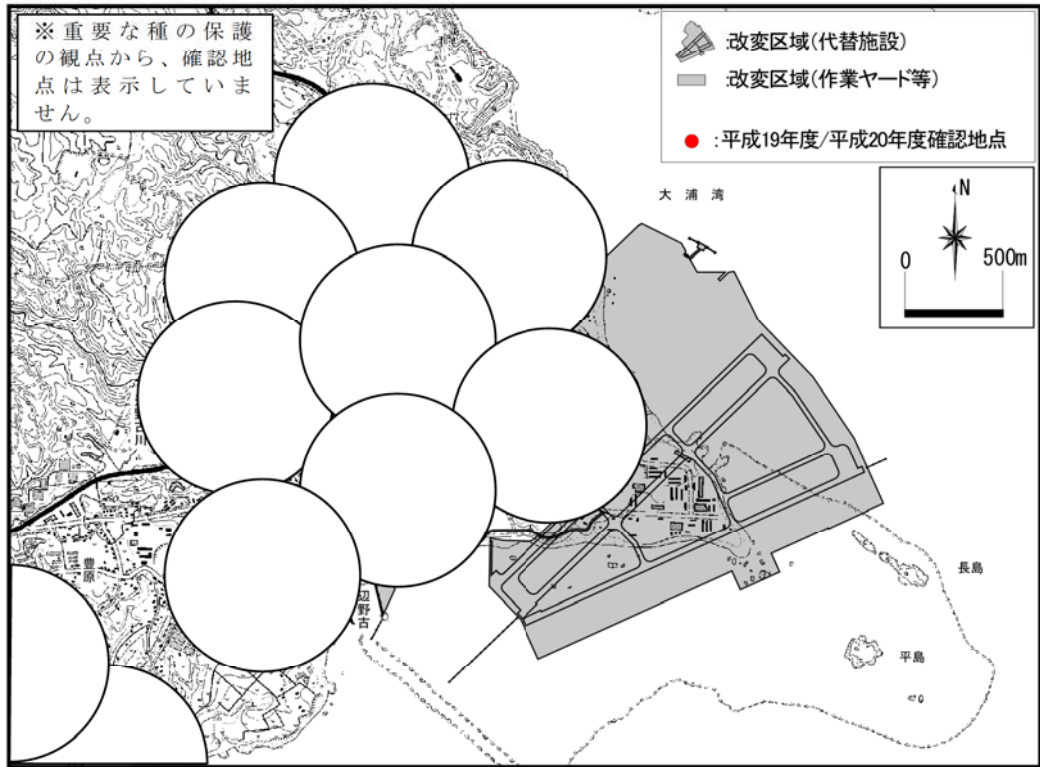 ※重要な種の保護
の観点から、確認地
点は表示していま
せん。
:改変区域(代替施設)
:改変区域(作業ヤード等)
:平成19年度/平成20年度確認地点
大浦湾
N
0 500m
豊原
辺野古
長島
平島